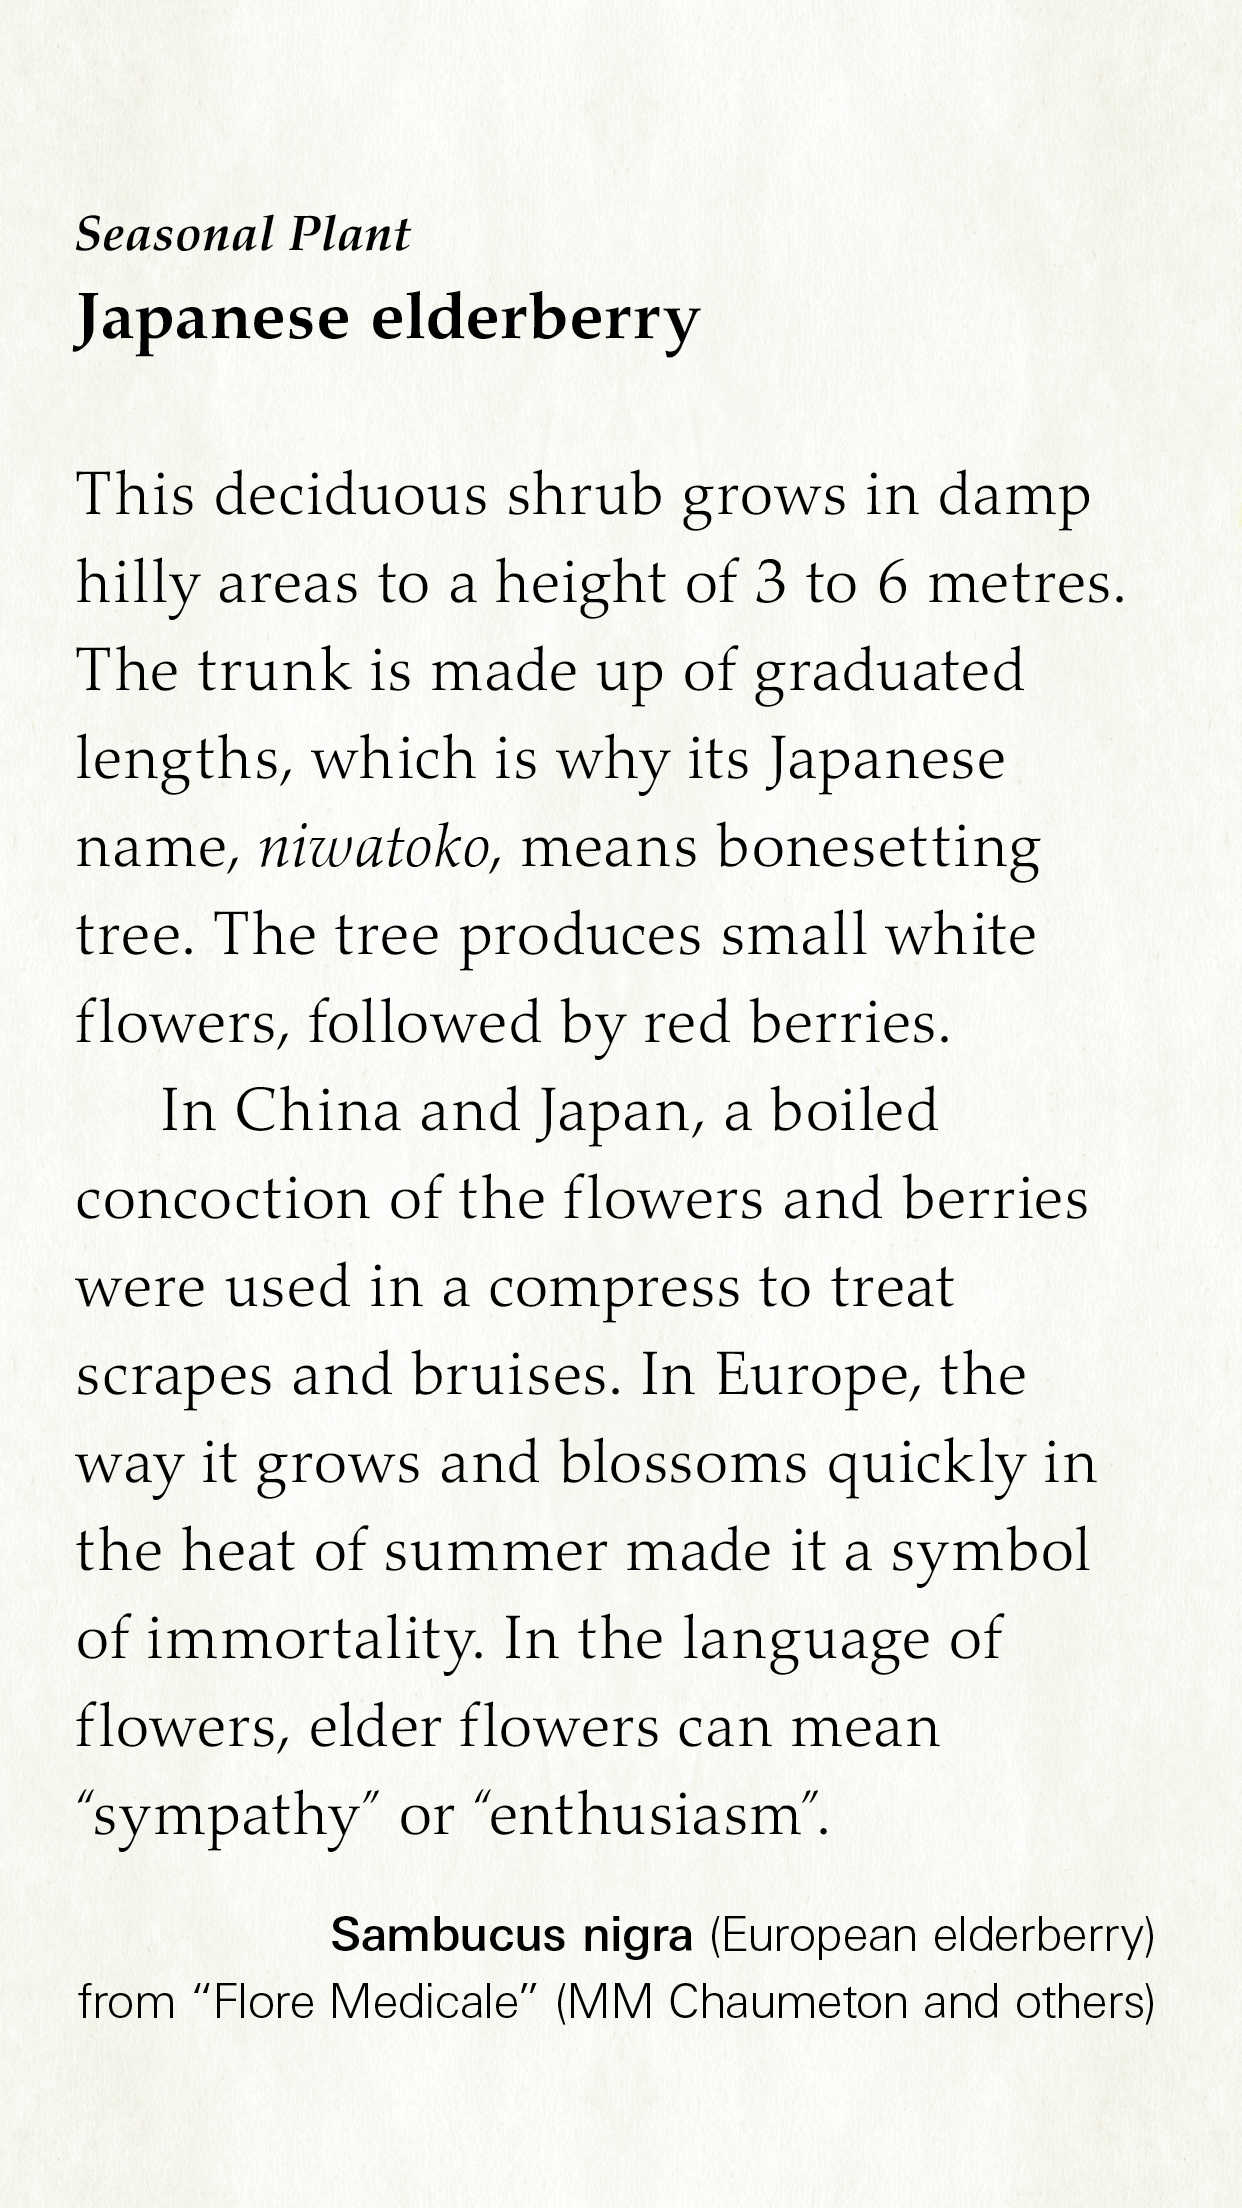 Seasonal Plant
Japanese elderberry
This deciduous shrub grows in damp
hilly areas to a height of 3 to 6 metres.
The trunk is made up of graduated
lengths, which is why its Japanese
name, niwatoko, means bonesetting
tree. The tree produces small white
flowers, followed by red berries.
In China and Japan, a boiled
concoction of the flowers and berries
were used in a compress to treat
scrapes and bruises. In Europe, the
way it grows and blossoms quickly in
the heat of summer made it a symbol
of immortality. In the language of
flowers, elder flowers can mean
“sympathy” or “enthusiasm”.
Sambucus nigra (European elderberry)
from “Flore Medicale” (MM Chaumeton and others)